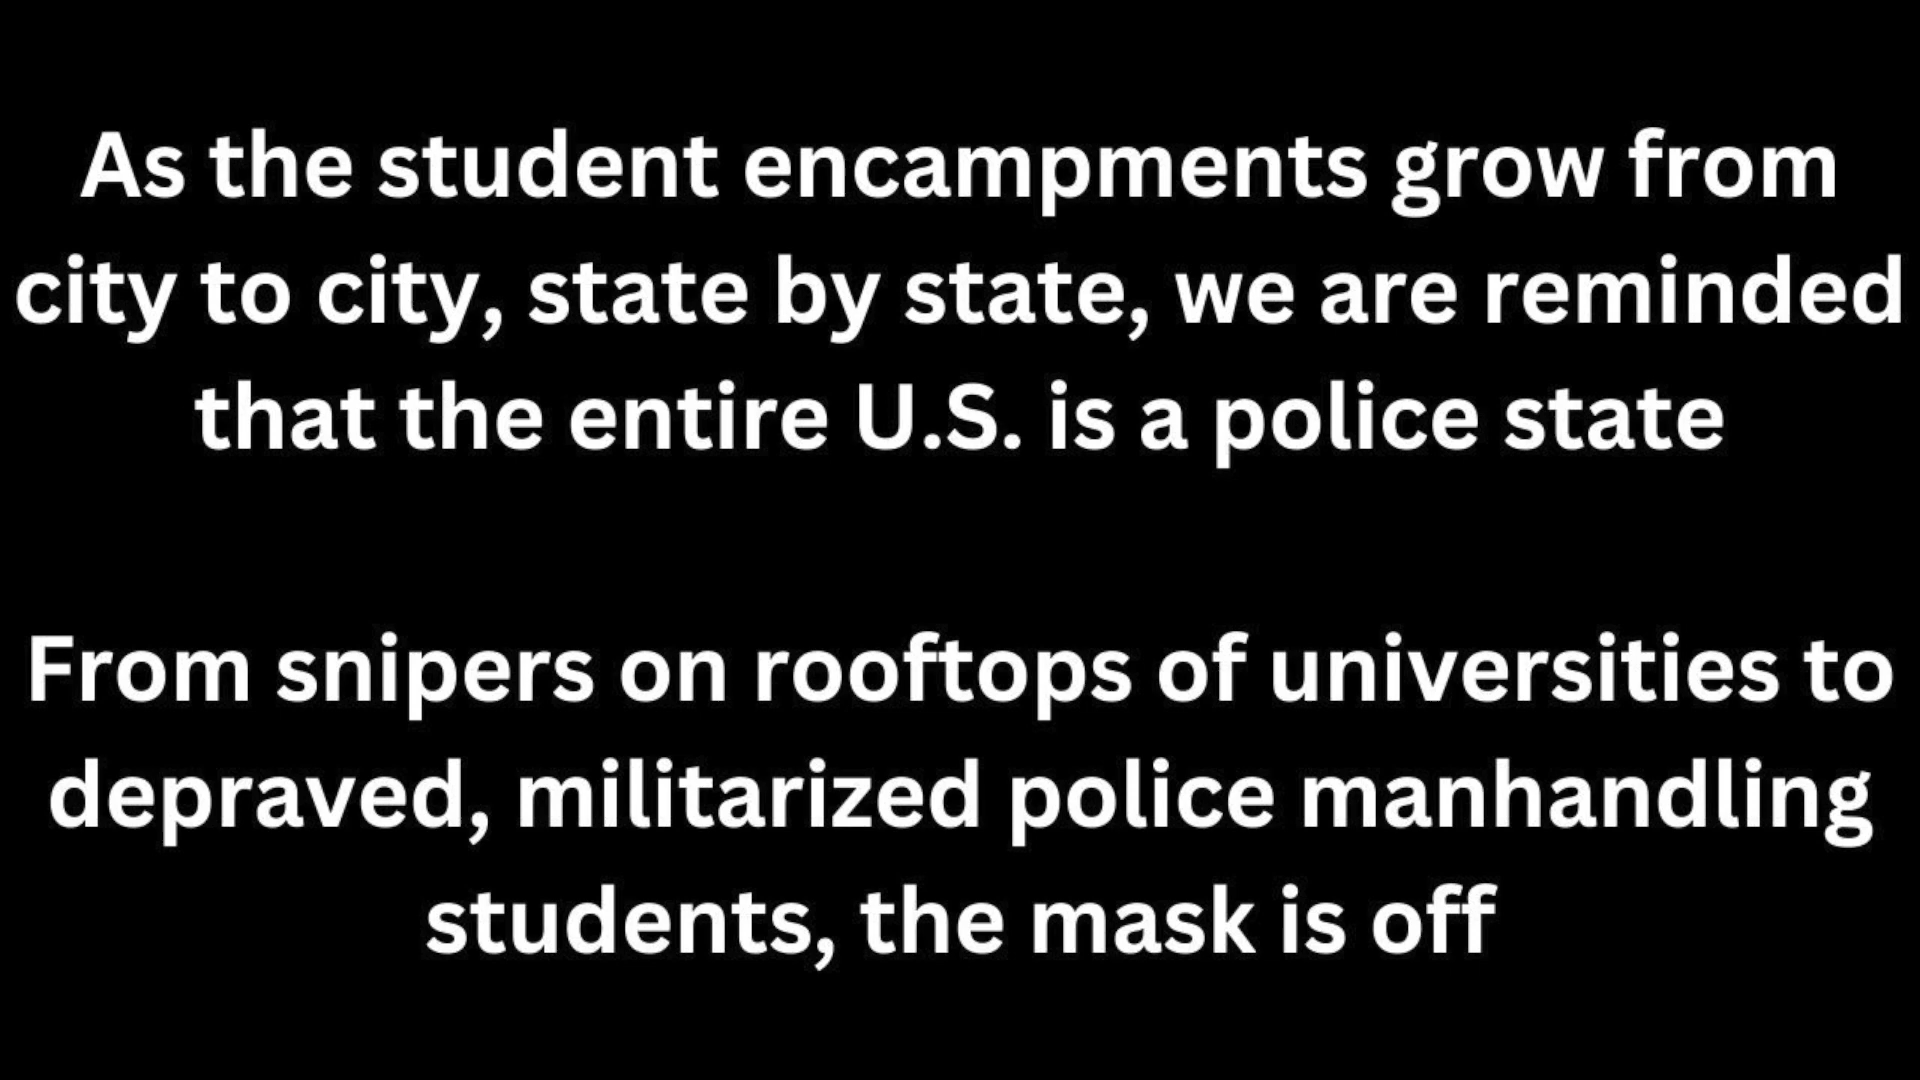 As the student encampments grow from
city to city, state by state, we are reminded
that the entire U.S. is a police state
From snipers on rooftops of universities to
depraved, militarized police manhandling
students, the mask is off